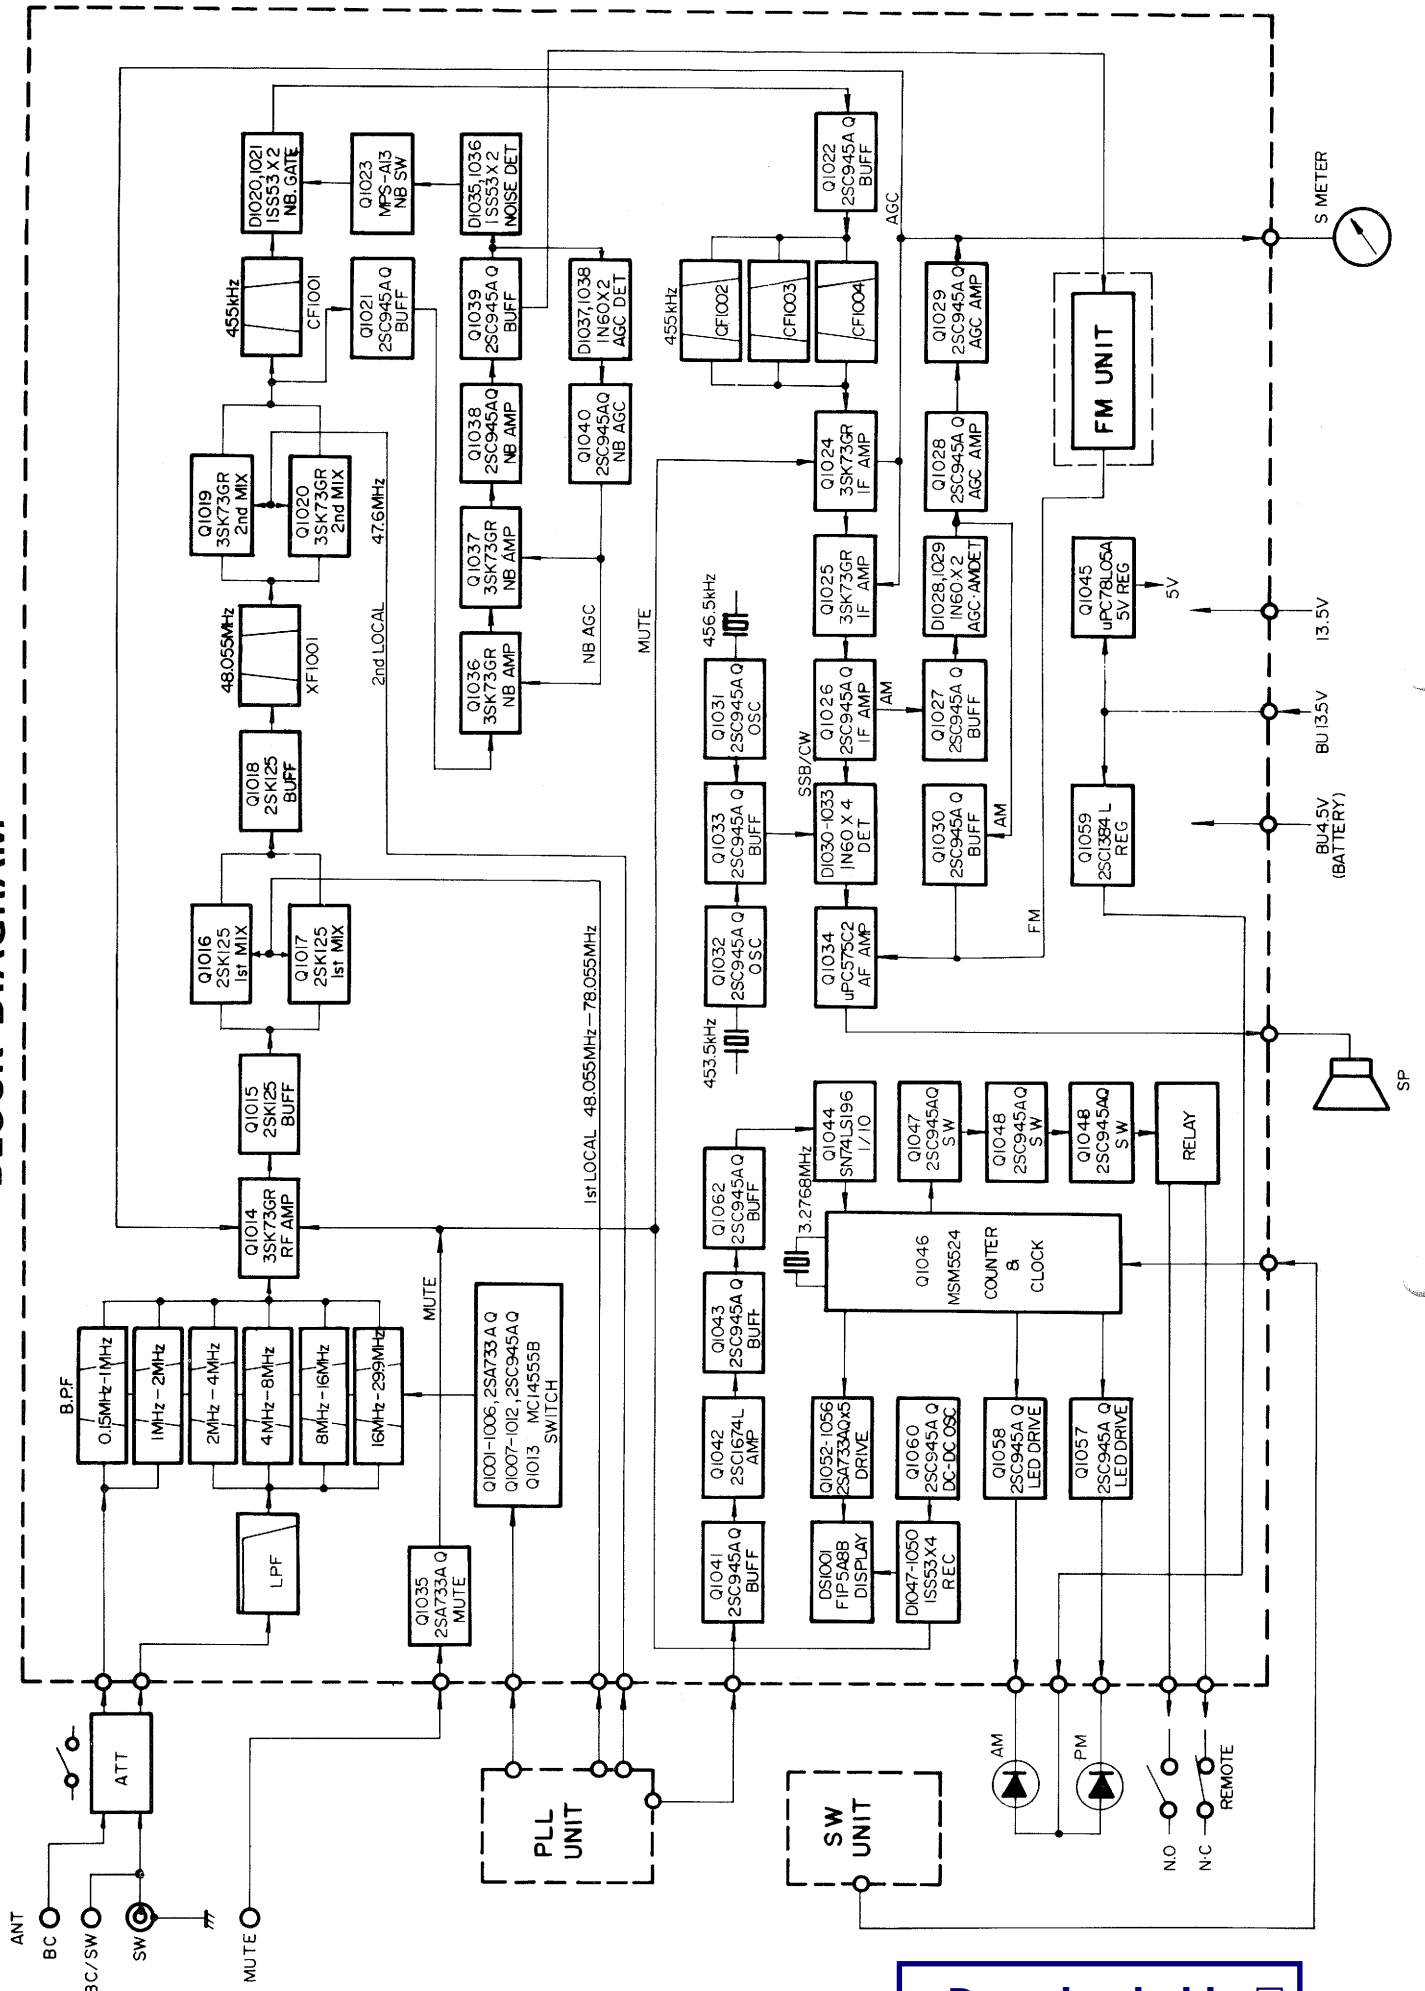 BLOCK DIAGRAM
ANT
BC
BC/SW
SW
MUTE
ATT
B.P.F
0.15MHz-1MHz
1MHz-2MHz
2MHz-4MHz
4MHz-8MHz
8MHz-16MHz
16MHz-29.9MHz
LPF
Q1014
3SK73GR
RF AMP
Q1015
2SK125
BUFF
Q1016
2SK125
1st MIX
Q1017
2SK125
1st MIX
Q1018
2SK125
BUFF
48.055MHz
XF1001
Q1019
3SK73GR
2nd MIX
Q1020
3SK73GR
2nd MIX
455kHz
CF1001
D1020,1021
1SS53 X 2
NB. GATE
Q1021
2SC945A Q
BUFF
Q1023
MPS-A13
NB SW
D1035,1036
1SS53 X 2
NOISE DET
Q1036
3SK73GR
NB AMP
Q1037
3SK73GR
NB AMP
Q1038
2SC945AQ
NB AMP
Q1039
2SC945A Q
BUFF
D1037,1038
1N60X2
AGC DET
Q1040
2SC945AQ
NB AGC
NB AGC
2nd LOCAL 47.6MHz
1st LOCAL 48.055MHz-78.055MHz
MUTE
MUTE
Q1035
2SA733A Q
MUTE
Q1001-1006, 2SA733A Q
Q1007-1012, 2SC945A Q
Q1013 MC14555B
SWITCH
Q1022
2SC945A Q
BUFF
AGC
455kHz
CF1002
CF1003
CF1004
Q1024
3SK73GR
IF AMP
Q1025
3SK73GR
IF AMP
Q1026
2SC945A Q
IF AMP
AM
SSB/CW
D1030-1033
1N60 X 4
DET
Q1034
uPC575C2
AF AMP
Q1027
2SC945A Q
BUFF
D1028,1029
1N60X2
AGC·AMDET
Q1028
2SC945A Q
AGC AMP
Q1029
2SC945A Q
AGC AMP
Q1030
2SC945A Q
BUFF
AM
FM
456.5kHz
Q1031
2SC945A Q
OSC
Q1033
2SC945A Q
BUFF
Q1032
2SC945A Q
OSC
453.5kHz
FM UNIT
S METER
Q1045
uPC78L05A
5V REG
5V
Q1059
2SC1384 L
REG
13.5V
BU 13.5V
BU4.5V
(BATTERY)
SP
Q1041
2SC945A Q
BUFF
Q1042
2SC1674L
AMP
Q1043
2SC945A Q
BUFF
Q1062
2SC945A Q
BUFF
Q1044
SN74LS196
1/10
3.2768MHz
Q1046
MSM5524
COUNTER
&
CLOCK
Q1047
2SC945AQ
SW
Q1048
2SC945AQ
SW
Q1048
2SC945AQ
SW
RELAY
Q1052-1056
2SA733AQx5
DRIVE
DS1001
FIP5A8B
DISPLAY
Q1060
2SC945A Q
DC-DC OSC
D1047-1050
1SS53X4
REC
Q1058
2SC945A Q
LED DRIVE
Q1057
2SC945A Q
LED DRIVE
PLL
UNIT
SW
UNIT
AM
PM
N.O
N·C
REMOTE